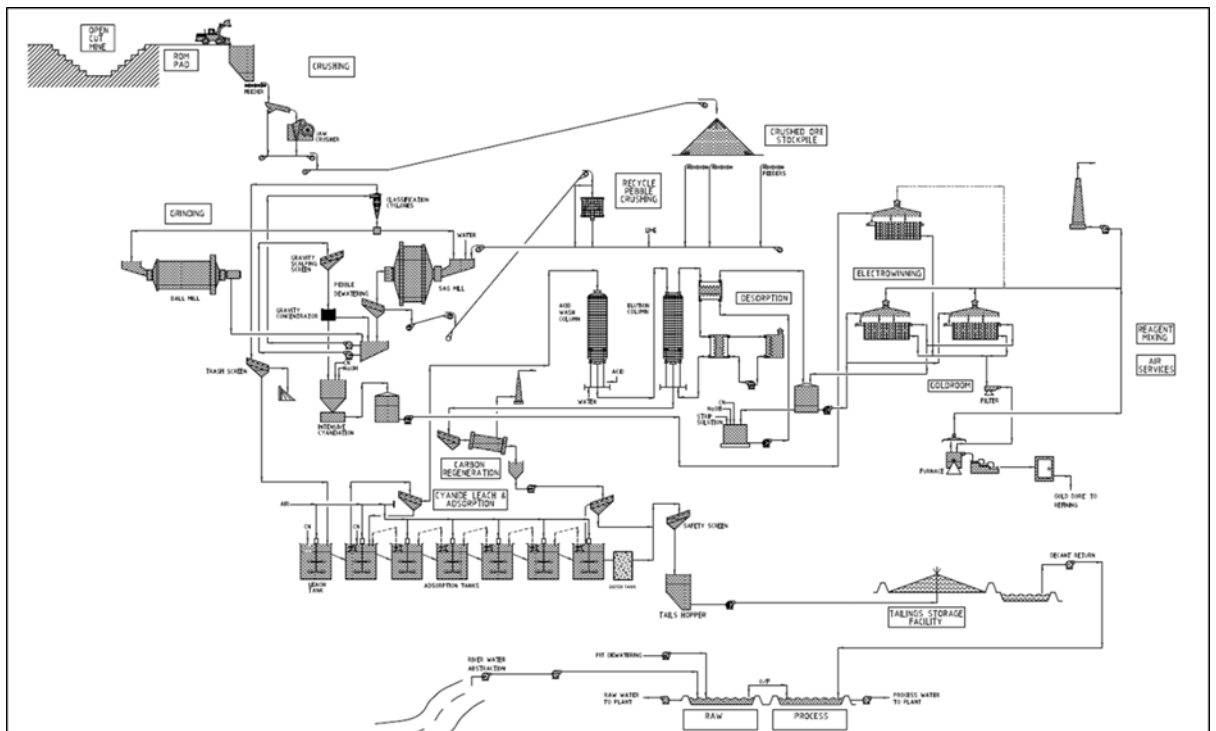 OPEN
CUT
MINE
ROM
PAD
CRUSHING
FEEDER
JAW
CRUSHER
CRUSHED ORE
STOCKPILE
FEEDERS
RECYCLE
PEBBLE
CRUSHING
CLASSIFICATION
CYCLONES
GRINDING
WATER
LIME
GRAVITY
SCALPING
SCREEN
BALL MILL
SAG MILL
PEBBLE
DEWATERING
GRAVITY
CONCENTRATOR
ACID
WASH
COLUMN
ELUTION
COLUMN
DESORPTION
ELECTROWINNING
REAGENT
MIXING
AIR
SERVICES
TRASH SCREEN
CN
NaOH
INTENSIVE
CYANIDATION
ACID
WATER
CN
NaOH
STRIP
SOLUTION
GOLDROOM
FILTER
FURNACE
GOLD DORE TO
REFINING
CARBON
REGENERATION
CYANIDE LEACH &
ADSORPTION
AIR
CN
CN
SAFETY SCREEN
LEACH
TANK
ADSORPTION TANKS
TAILS HOPPER
DECANT RETURN
TAILINGS STORAGE
FACILITY
PIT DEWATERING
RIVER WATER
ABSTRACTION
O/F
RAW WATER
TO PLANT
PROCESS WATER
TO PLANT
RAW
PROCESS